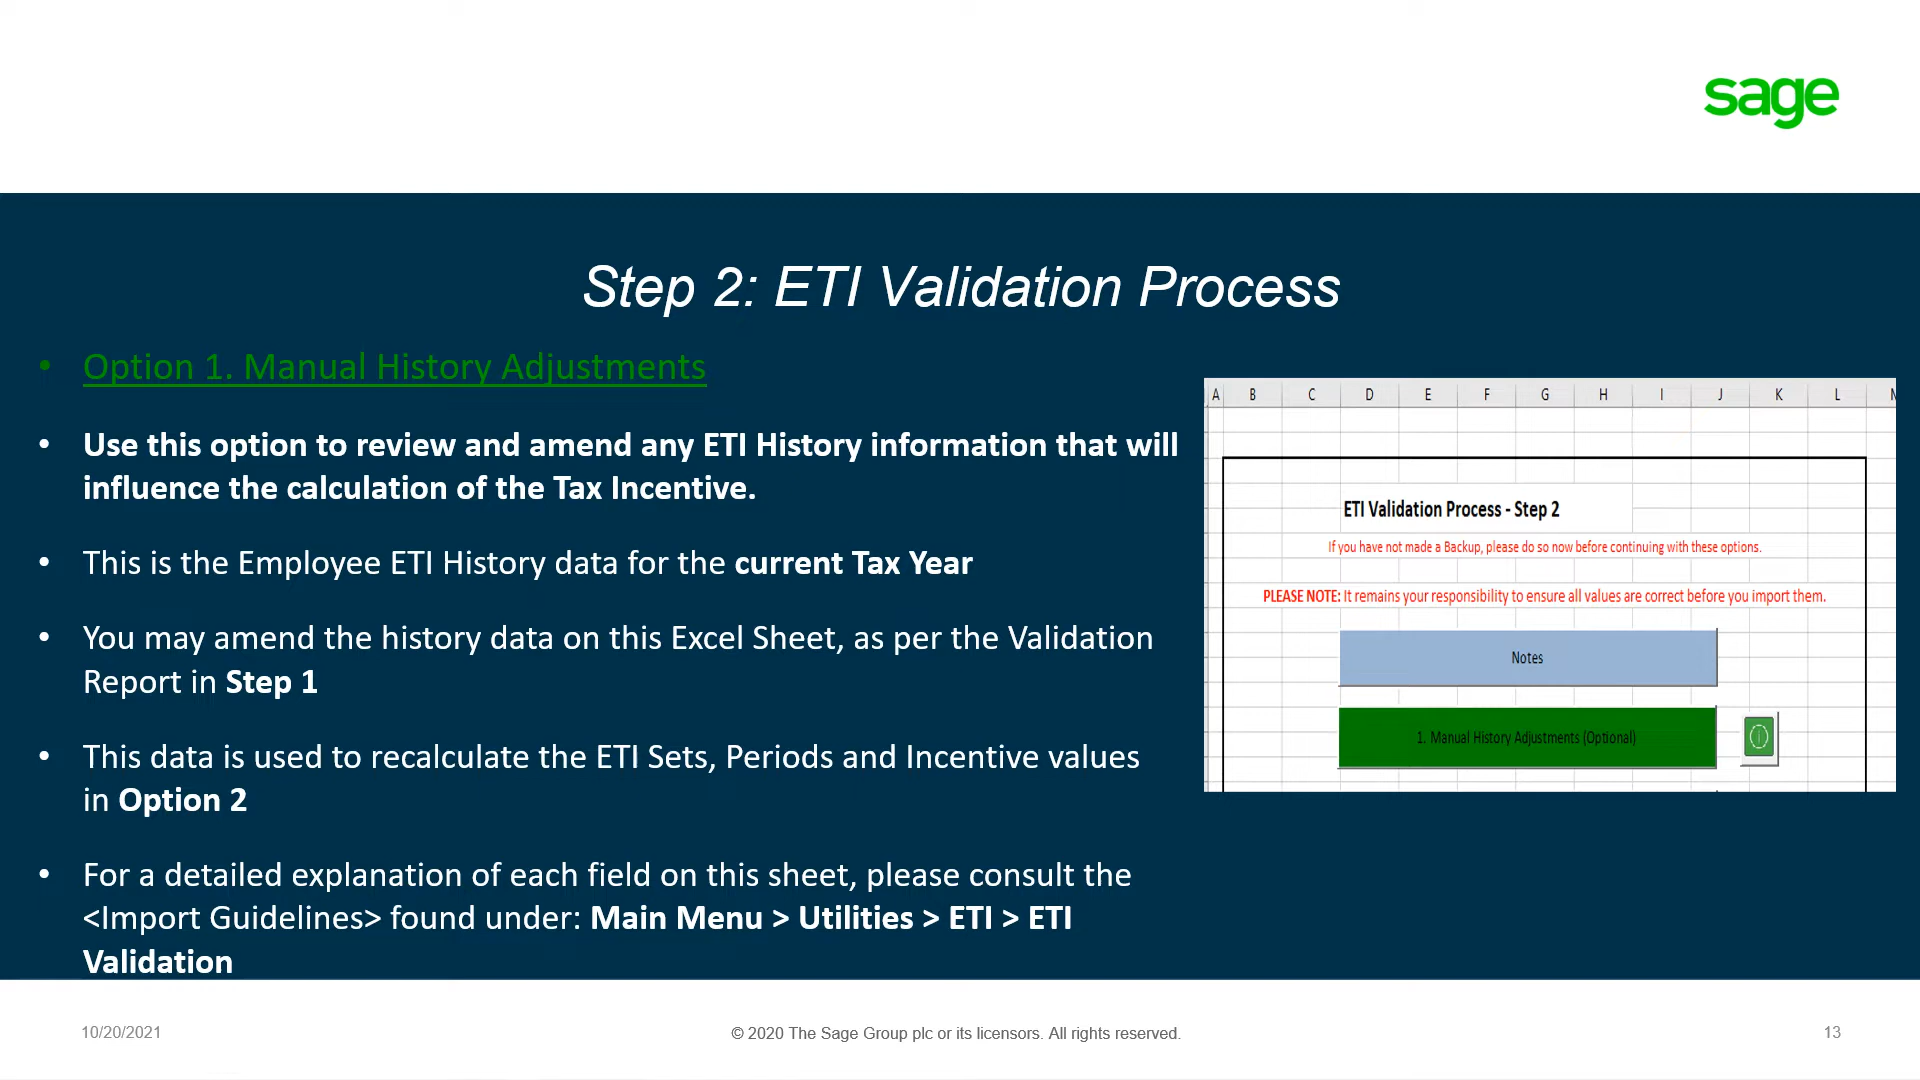 sage
Step 2: ETI Validation Process
• Option 1. Manual History Adjustments
• Use this option to review and amend any ETI History information that will
influence the calculation of the Tax Incentive.
• This is the Employee ETI History data for the current Tax Year
• You may amend the history data on this Excel Sheet, as per the Validation
Report in Step 1
• This data is used to recalculate the ETI Sets, Periods and Incentive values
in Option 2
• For a detailed explanation of each field on this sheet, please consult the
<Import Guidelines> found under: Main Menu > Utilities > ETI > ETI
Validation
A B C D E F G H I J K L M
ETI Validation Process - Step 2
If you have not made a Backup, please do so now before continuing with these options.
PLEASE NOTE: It remains your responsibility to ensure all values are correct before you import them.
Notes
1. Manual History Adjustments (Optional)
10/20/2021
© 2020 The Sage Group plc or its licensors. All rights reserved.
13